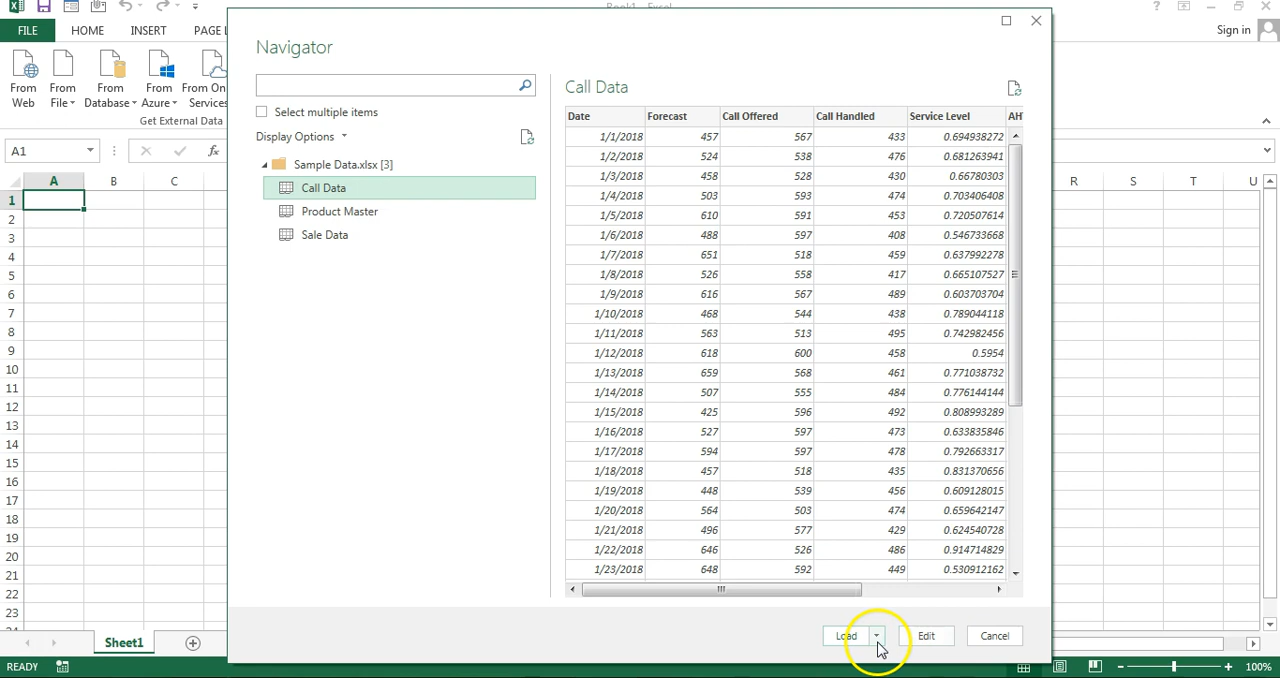 Book1 - Excel
?
FILE HOME INSERT PAGE L
Sign in
From Web
From File
From Database
From Azure
From On
Services
Get External Data
A1
fx
A B C R S T U
1
2
3
4
5
6
7
8
9
10
11
12
13
14
15
16
17
18
19
20
21
22
23
Navigator
Select multiple items
Display Options
Sample Data.xlsx [3]
Call Data
Product Master
Sale Data
Call Data
Date Forecast Call Offered Call Handled Service Level AH
1/1/2018 457 567 433 0.694938272
1/2/2018 524 538 476 0.681263941
1/3/2018 458 528 430 0.66780303
1/4/2018 503 593 474 0.703406408
1/5/2018 610 591 453 0.720507614
1/6/2018 488 597 408 0.546733668
1/7/2018 651 518 459 0.637992278
1/8/2018 526 558 417 0.665107527
1/9/2018 616 567 489 0.603703704
1/10/2018 468 544 438 0.789044118
1/11/2018 563 513 495 0.742982456
1/12/2018 618 600 458 0.5954
1/13/2018 659 568 461 0.771038732
1/14/2018 507 555 484 0.776144144
1/15/2018 425 596 492 0.808993289
1/16/2018 527 597 473 0.633835846
1/17/2018 594 597 478 0.792663317
1/18/2018 457 518 435 0.831370656
1/19/2018 448 539 456 0.609128015
1/20/2018 564 503 474 0.659642147
1/21/2018 496 577 429 0.624540728
1/22/2018 646 526 486 0.914714829
1/23/2018 648 592 449 0.530912162
Load Edit Cancel
Sheet1
READY
100%